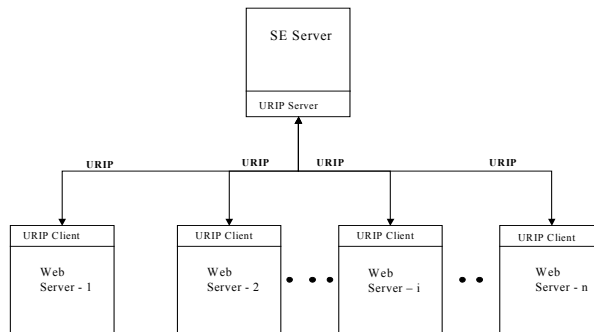 SE Server
URIP Server
URIP URIP URIP URIP
URIP Client URIP Client URIP Client URIP Client
Web Web Web Web
Server - 1 Server - 2 Server – i Server - n